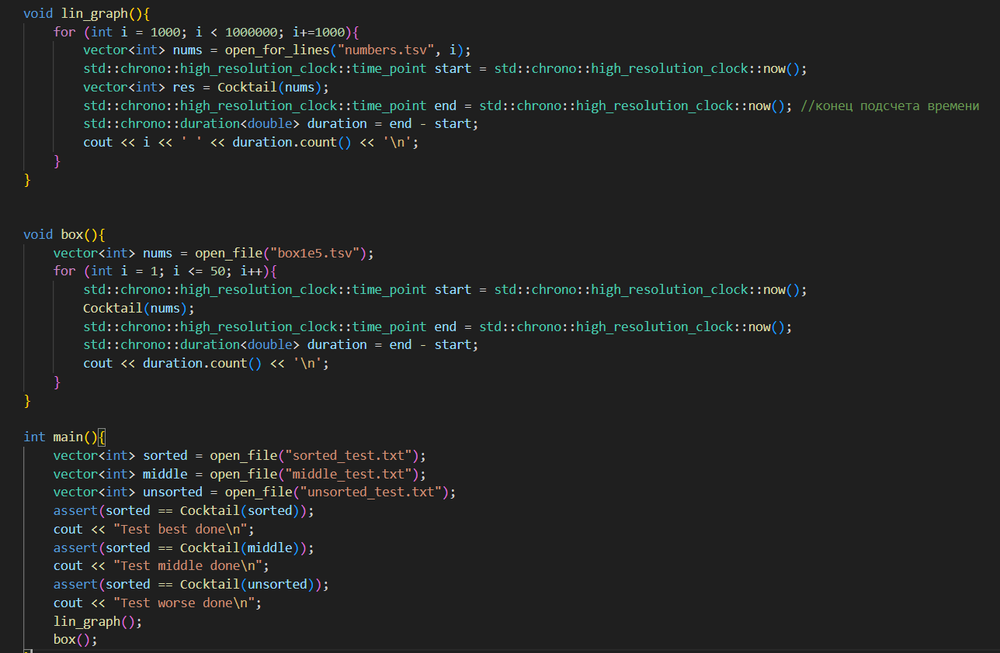 void lin_graph(){
    for (int i = 1000; i < 1000000; i+=1000){
        vector<int> nums = open_for_lines("numbers.tsv", i);
        std::chrono::high_resolution_clock::time_point start = std::chrono::high_resolution_clock::now();
        vector<int> res = Cocktail(nums);
        std::chrono::high_resolution_clock::time_point end = std::chrono::high_resolution_clock::now(); //конец подсчета времени
        std::chrono::duration<double> duration = end - start;
        cout << i << ' ' << duration.count() << '\n';
    }
}
void box(){
    vector<int> nums = open_file("box1e5.tsv");
    for (int i = 1; i <= 50; i++){
        std::chrono::high_resolution_clock::time_point start = std::chrono::high_resolution_clock::now();
        Cocktail(nums);
        std::chrono::high_resolution_clock::time_point end = std::chrono::high_resolution_clock::now();
        std::chrono::duration<double> duration = end - start;
        cout << duration.count() << '\n';
    }
}
int main(){
    vector<int> sorted = open_file("sorted_test.txt");
    vector<int> middle = open_file("middle_test.txt");
    vector<int> unsorted = open_file("unsorted_test.txt");
    assert(sorted == Cocktail(sorted));
    cout << "Test best done\n";
    assert(sorted == Cocktail(middle));
    cout << "Test middle done\n";
    assert(sorted == Cocktail(unsorted));
    cout << "Test worse done\n";
    lin_graph();
    box();